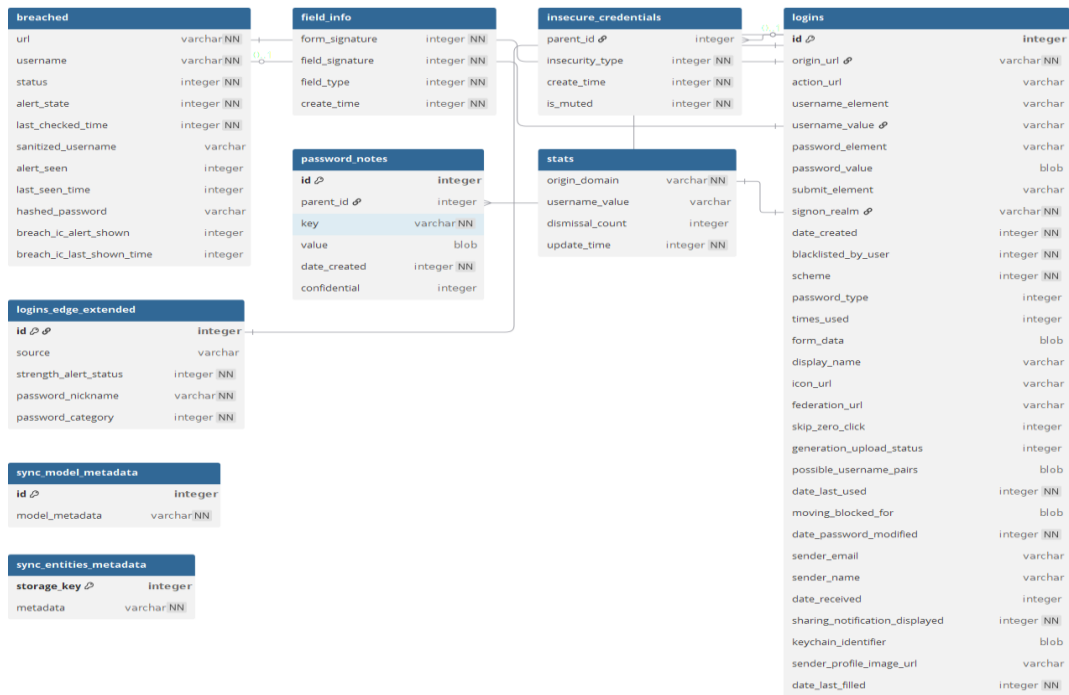 breached
url varchar NN
username varchar NN
status integer NN
alert_state integer NN
last_checked_time integer NN
sanitized_username varchar
alert_seen integer
last_seen_time integer
hashed_password varchar
breach_ic_alert_shown integer
breach_ic_last_shown_time integer
0..1
field_info
form_signature integer NN
field_signature integer NN
field_type integer NN
create_time integer NN
insecure_credentials
parent_id integer
insecurity_type integer NN
create_time integer NN
is_muted integer NN
0..1
password_notes
id integer
parent_id integer
key varchar NN
value blob
date_created integer NN
confidential integer
stats
origin_domain varchar NN
username_value varchar
dismissal_count integer
update_time integer NN
logins_edge_extended
id integer
source varchar
strength_alert_status integer NN
password_nickname varchar NN
password_category integer NN
sync_model_metadata
id integer
model_metadata varchar NN
sync_entities_metadata
storage_key integer
metadata varchar NN
logins
id integer
origin_url varchar NN
action_url varchar
username_element varchar
username_value varchar
password_element varchar
password_value blob
submit_element varchar
signon_realm varchar NN
date_created integer NN
blacklisted_by_user integer NN
scheme integer NN
password_type integer
times_used integer
form_data blob
display_name varchar
icon_url varchar
federation_url varchar
skip_zero_click integer
generation_upload_status integer
possible_username_pairs blob
date_last_used integer NN
moving_blocked_for blob
date_password_modified integer NN
sender_email varchar
sender_name varchar
date_received integer
sharing_notification_displayed integer NN
keychain_identifier blob
sender_profile_image_url varchar
date_last_filled integer NN